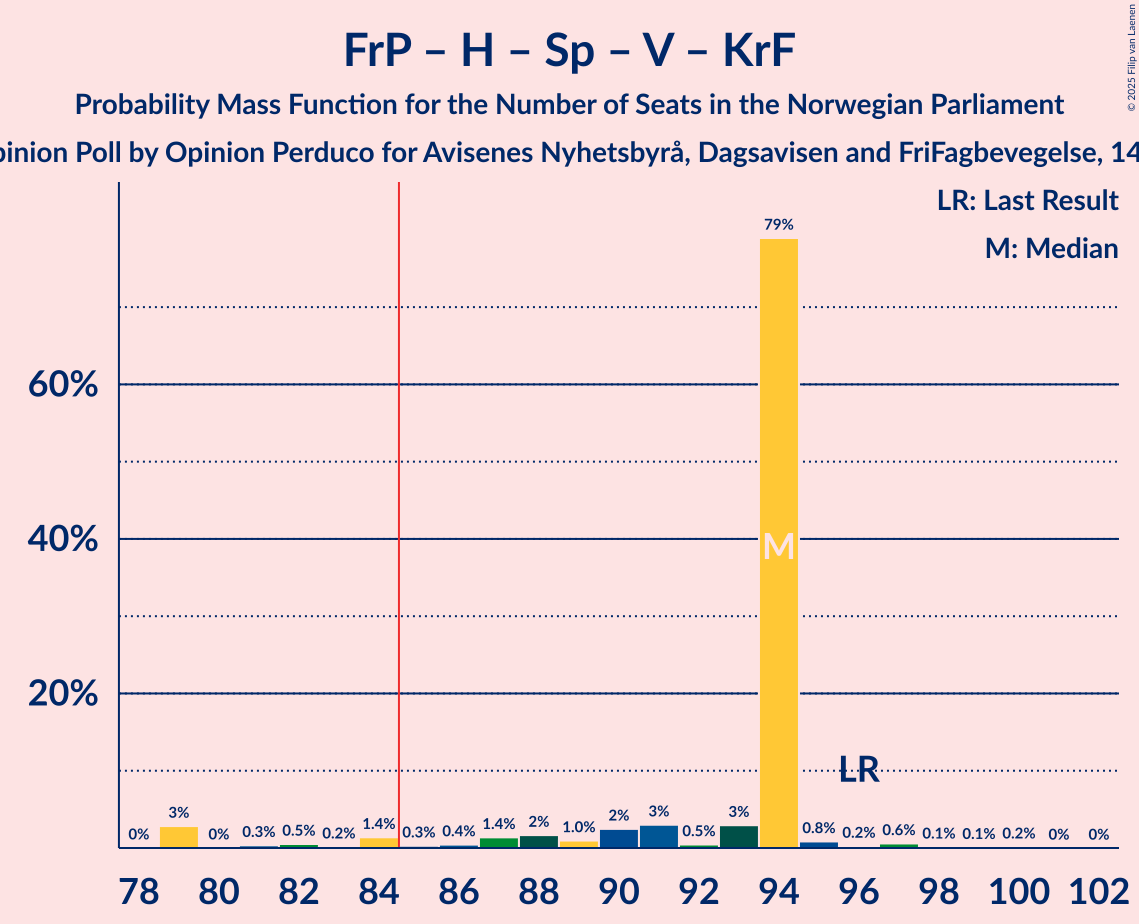 FrP – H – Sp – V – KrF
Probability Mass Function for the Number of Seats in the Norwegian Parliament
pinion Poll by Opinion Perduco for Avisenes Nyhetsbyrå, Dagsavisen and FriFagbevegelse, 14
© 2025 Filip van Laenen
LR: Last Result
M: Median
79%
60%
40%
20%
M
LR
0% 3% 0% 0.3% 0.5% 0.2% 1.4% 0.3% 0.4% 1.4% 2% 1.0% 2% 3% 0.5% 3% 0.8% 0.2% 0.6% 0.1% 0.1% 0.2% 0% 0%
78 80 82 84 86 88 90 92 94 96 98 100 102